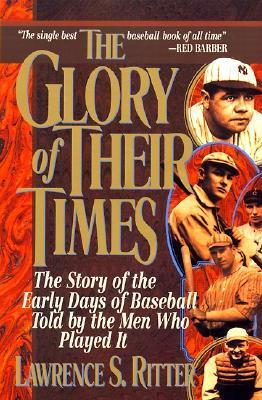 "The single best baseball book of all time"
—RED BARBER
THE
GLORY
of THEIR
TIMES
The Story of the
Early Days of Baseball
Told by the Men Who
Played It
LAWRENCE S. RITTER